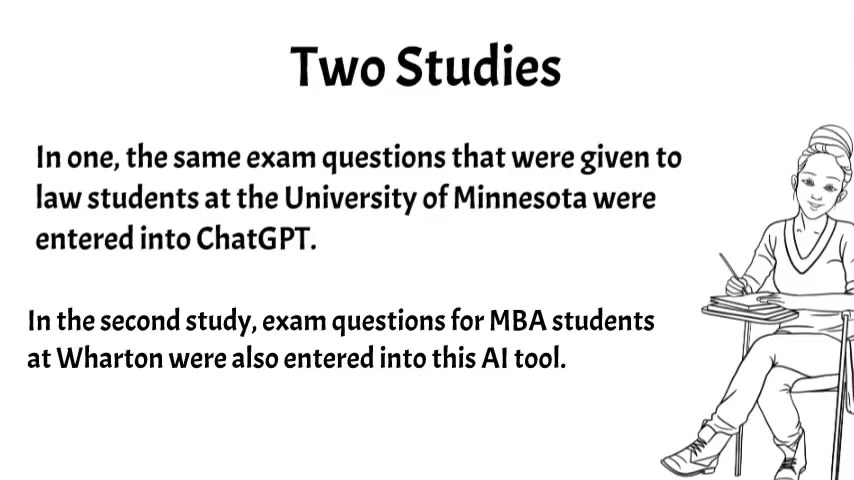 Two Studies
In one, the same exam questions that were given to
law students at the University of Minnesota were
entered into ChatGPT.
In the second study, exam questions for MBA students
at Wharton were also entered into this AI tool.